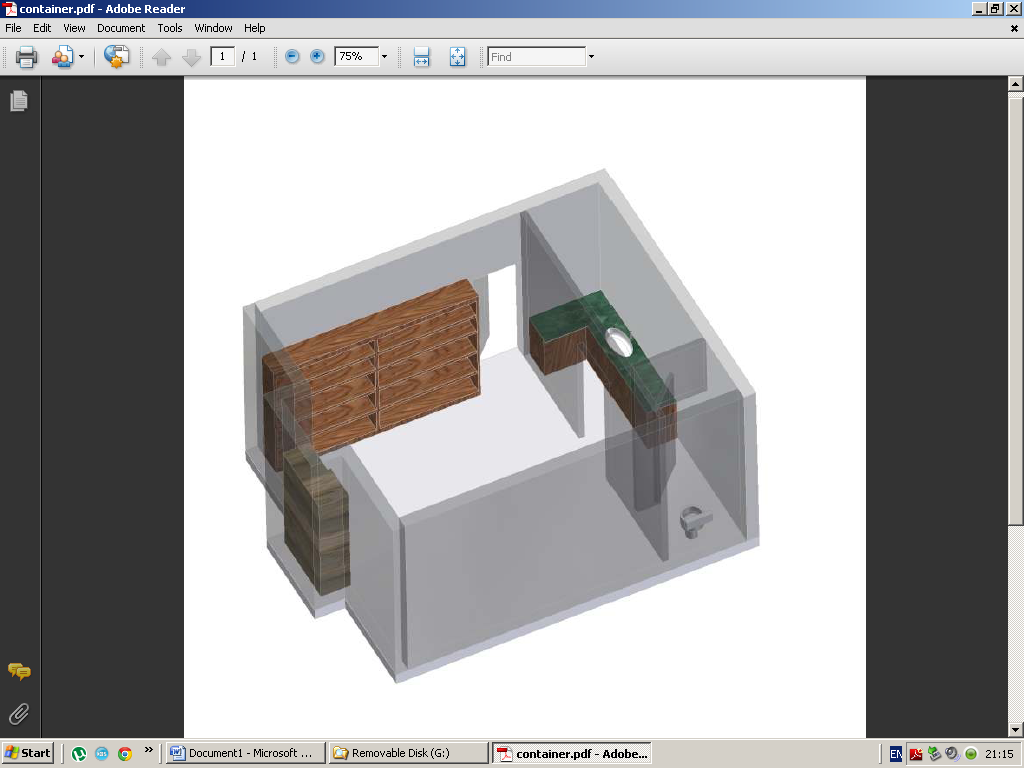 container.pdf - Adobe Reader
File Edit View Document Tools Window Help
1 / 1 75% Find
Start » Document1 - Microsoft ... Removable Disk (G:) container.pdf - Adobe... EN 21:15